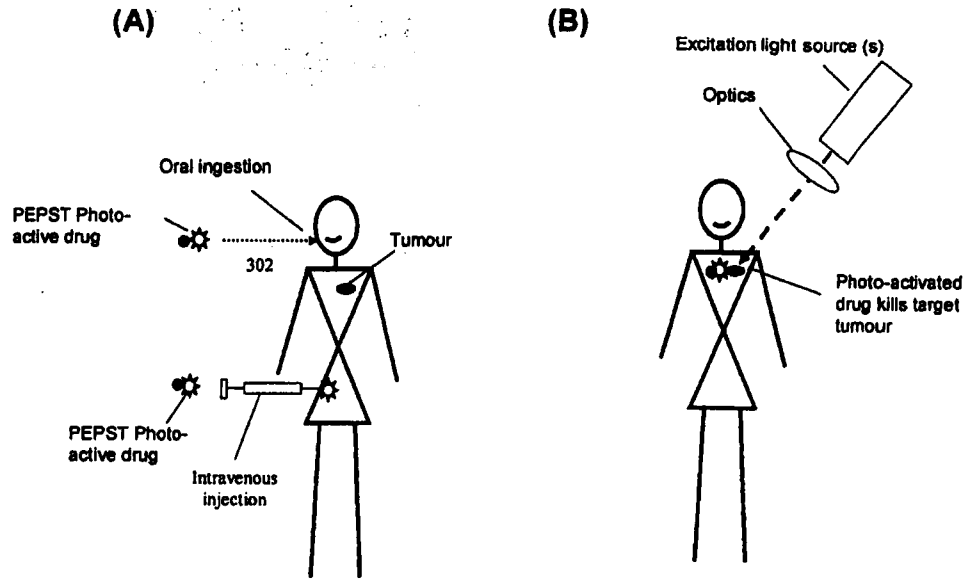 (A)
Oral ingestion
PEPST Photo-
active drug
302
Tumour
PEPST Photo-
active drug
Intravenous
injection
(B)
Excitation light source (s)
Optics
Photo-activated
drug kills target
tumour